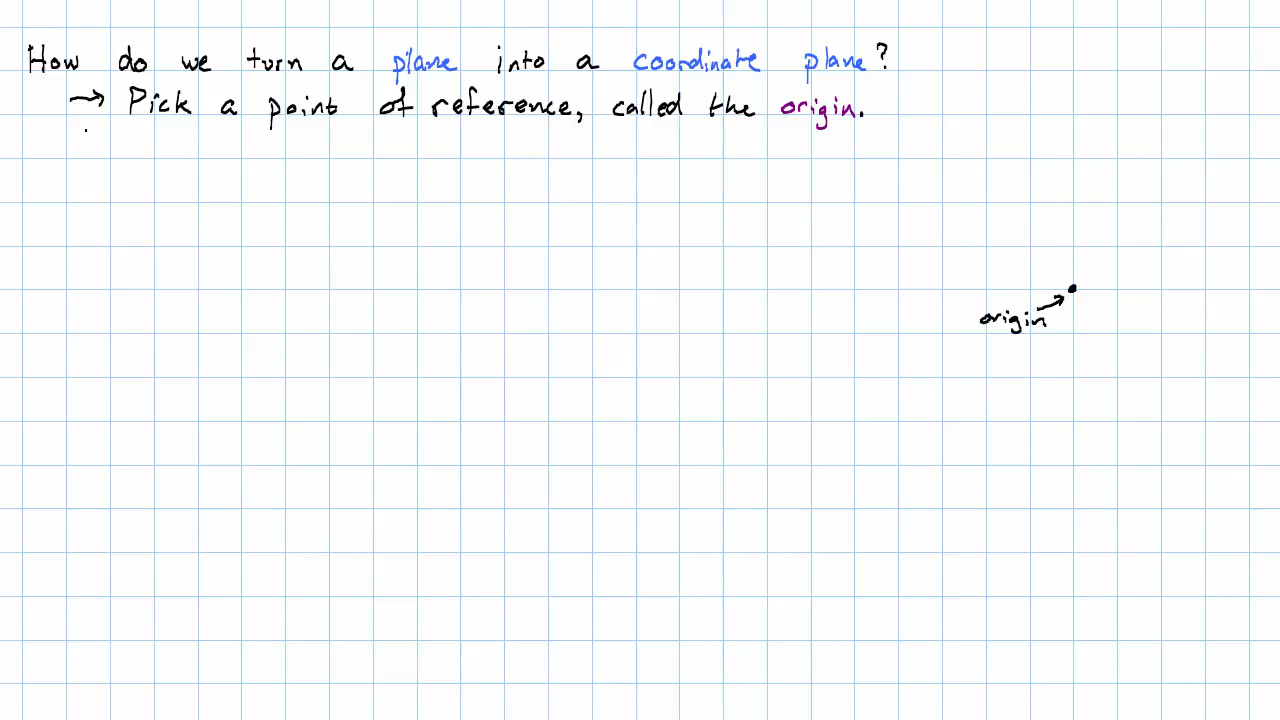 How do we turn a plane into a coordinate plane?
→ Pick a point of reference, called the origin.
origin